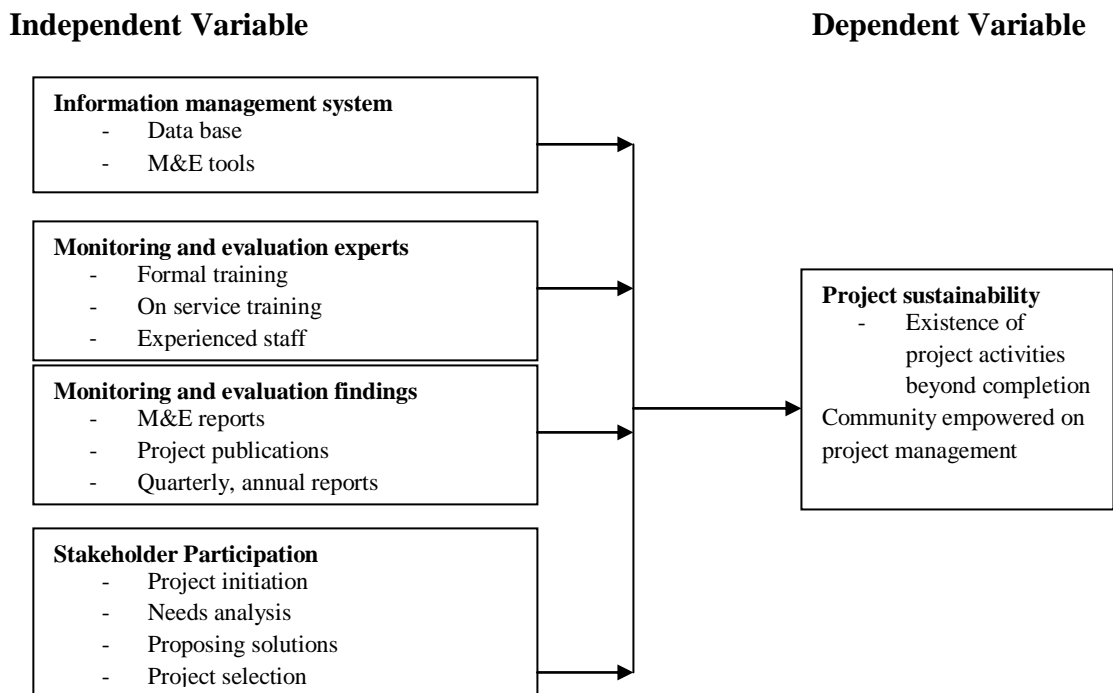 Independent Variable
Dependent Variable
Information management system
- Data base
- M&E tools
Monitoring and evaluation experts
- Formal training
- On service training
- Experienced staff
Monitoring and evaluation findings
- M&E reports
- Project publications
- Quarterly, annual reports
Stakeholder Participation
- Project initiation
- Needs analysis
- Proposing solutions
- Project selection
Project sustainability
- Existence of
project activities
beyond completion
Community empowered on
project management